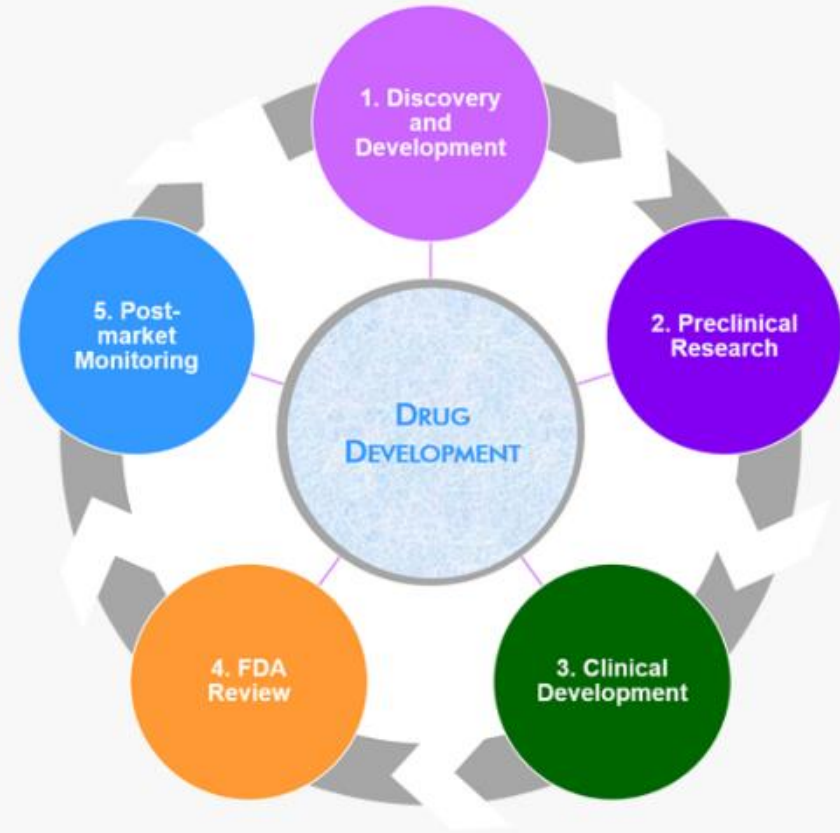 1. Discovery
and
Development
2. Preclinical
Research
3. Clinical
Development
4. FDA
Review
5. Post-
market
Monitoring
DRUG
DEVELOPMENT